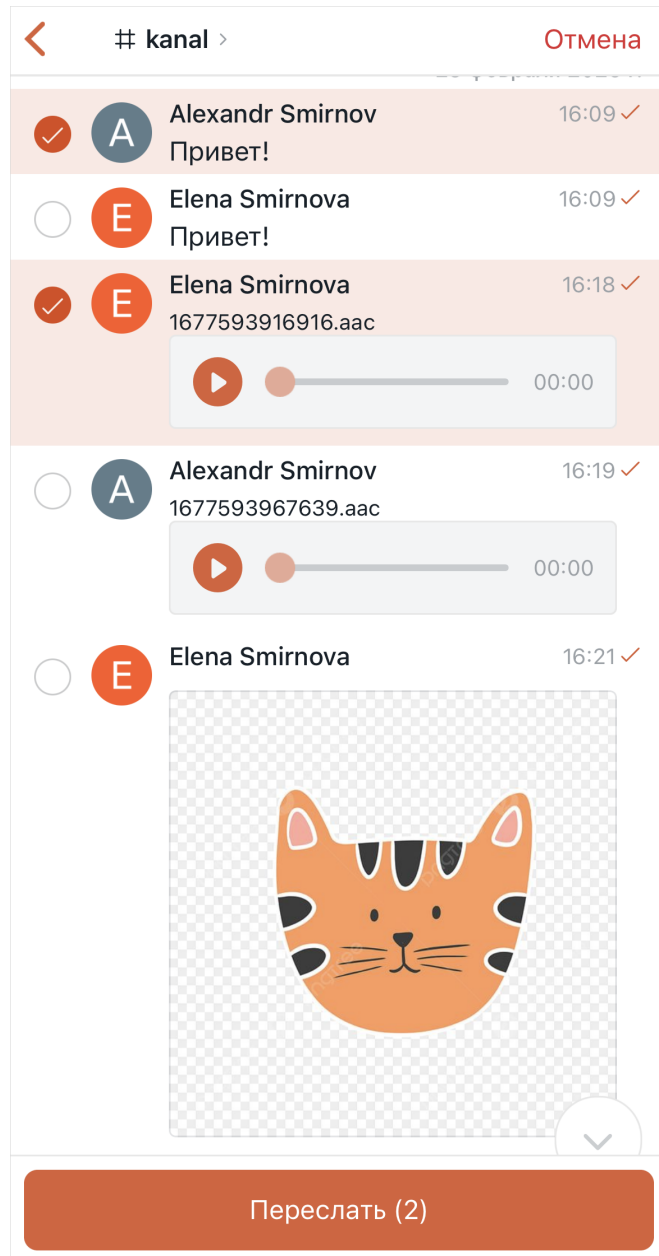 # kanal >
Отмена
Alexandr Smirnov
16:09
Привет!
Elena Smirnova
16:09
Привет!
Elena Smirnova
16:18
1677593916916.aac
00:00
Alexandr Smirnov
16:19
1677593967639.aac
00:00
Elena Smirnova
16:21
Переслать (2)